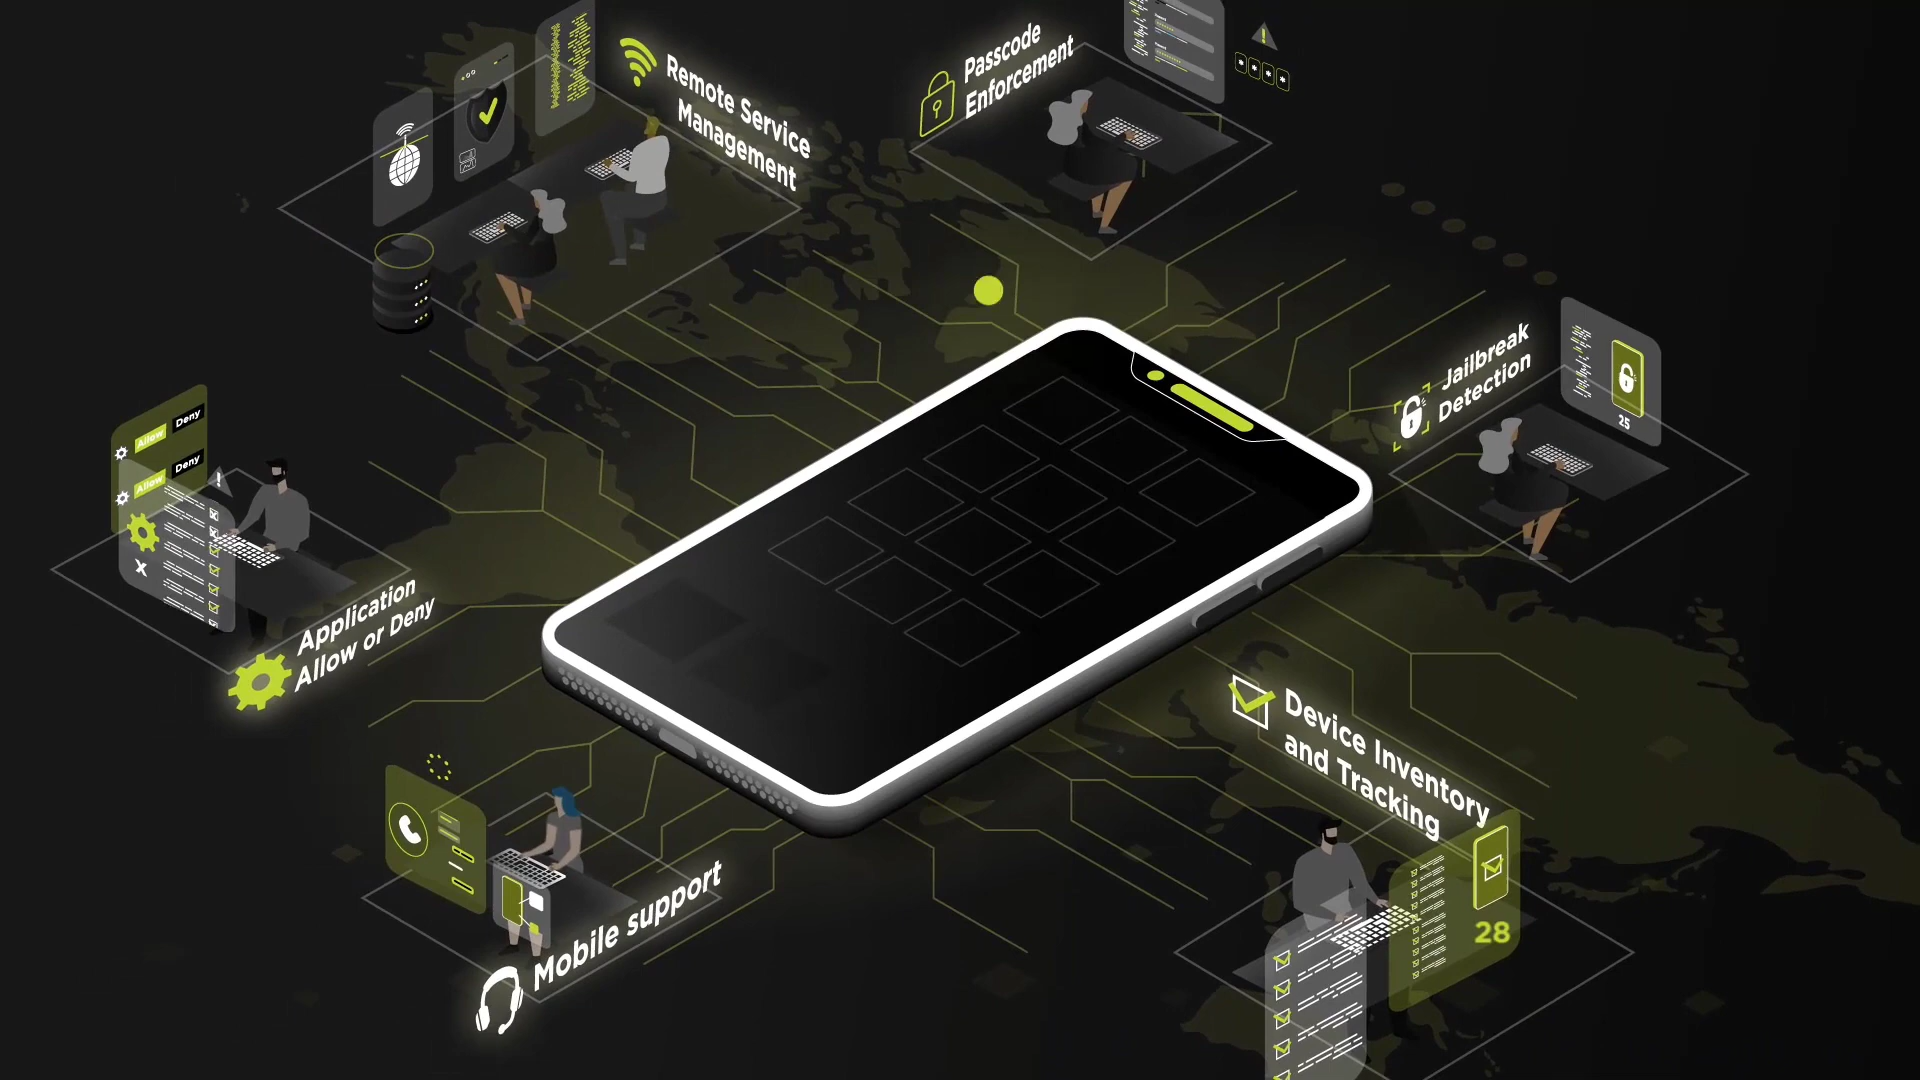 Remote Service
Management
Passcode
Enforcement
* * * *
Jailbreak
Detection
25
Allow Deny
Allow Deny
!
X
Application
Allow or Deny
Device Inventory
and Tracking
28
Mobile support